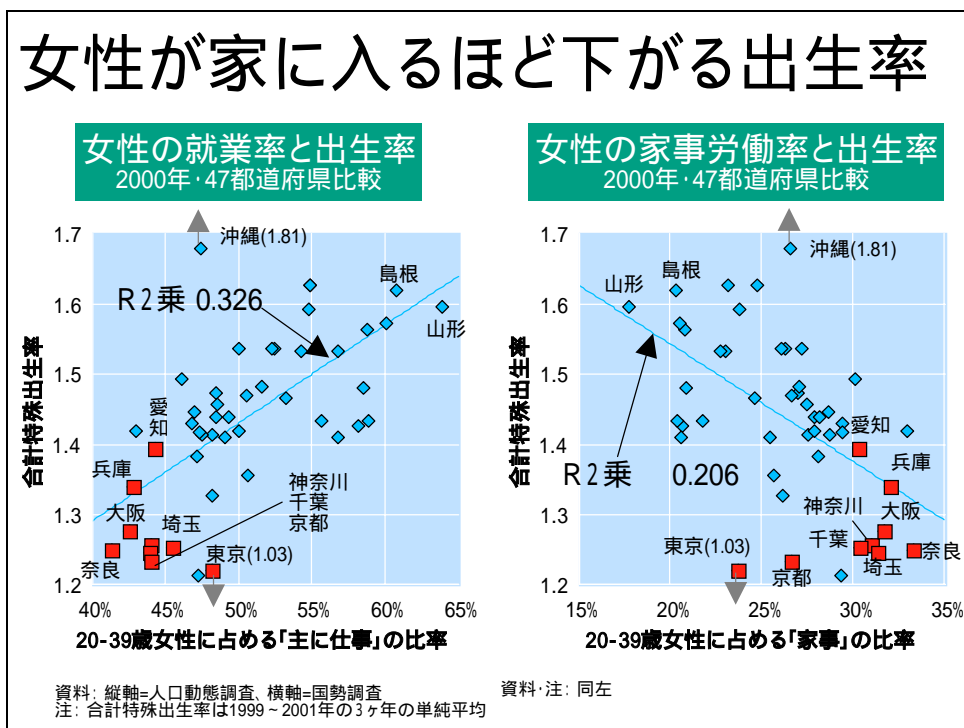 女性が家に入るほど下がる出生率
女性の就業率と出生率
2000年・47都道府県比較
合計特殊出生率
1.7
1.6
1.5
1.4
1.3
1.2
沖縄(1.81)
島根
R2乗 0.326
山形
愛知
兵庫
神奈川
千葉
京都
大阪
埼玉
東京(1.03)
奈良
40%
45%
50%
55%
60%
65%
20-39歳女性に占める「主に仕事」の比率
資料: 縦軸=人口動態調査、横軸=国勢調査
注: 合計特殊出生率は1999~2001年の3ヶ年の単純平均
女性の家事労働率と出生率
2000年・47都道府県比較
合計特殊出生率
1.7
1.6
1.5
1.4
1.3
1.2
沖縄(1.81)
島根
山形
愛知
R2乗 0.206
兵庫
神奈川
大阪
千葉
東京(1.03)
埼玉
奈良
京都
15%
20%
25%
30%
35%
20-39歳女性に占める「家事」の比率
資料・注: 同左